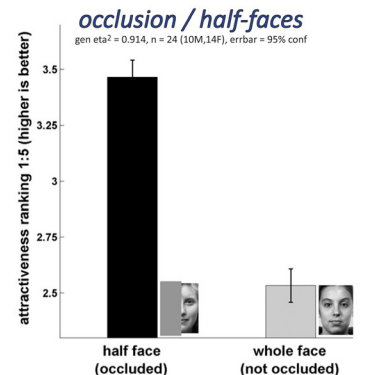 occlusion / half-faces
gen eta² = 0.914, n = 24 (10M,14F), errbar = 95% conf
attractiveness ranking 1:5 (higher is better)
3.5
3.25
3
2.75
2.5
half face
(occluded)
whole face
(not occluded)